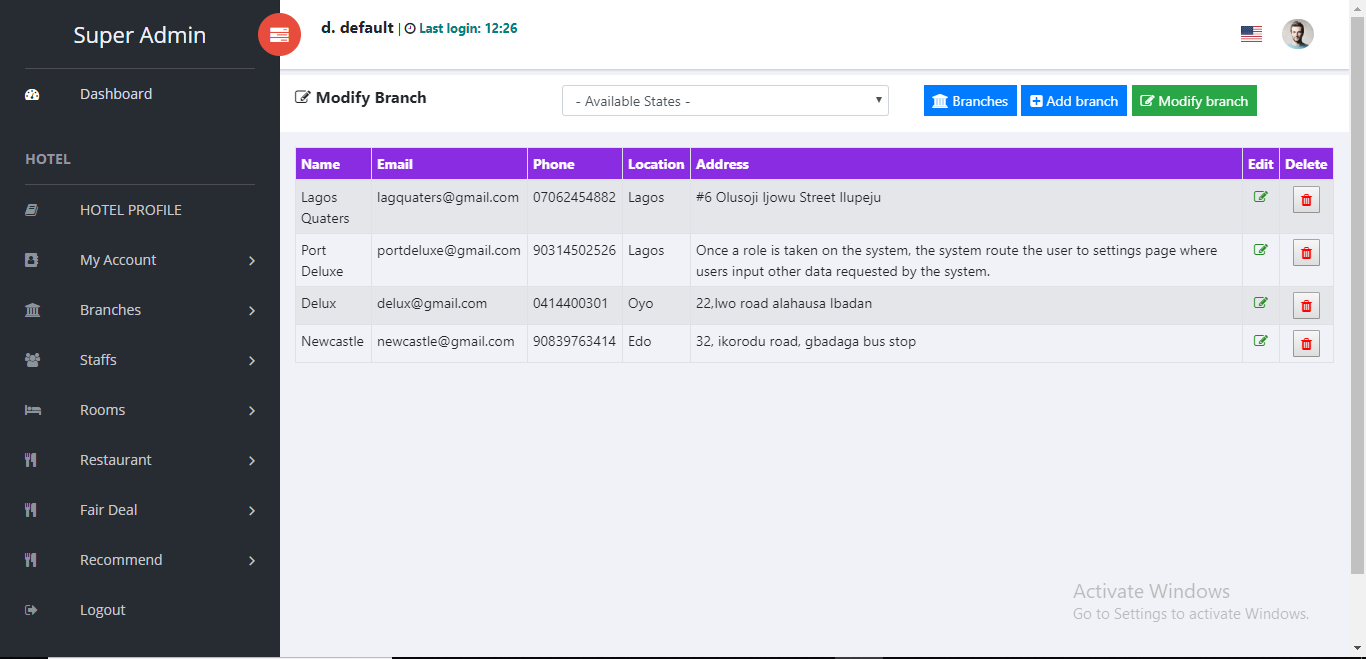 Super Admin
d. default | Last login: 12:26
Dashboard
HOTEL
HOTEL PROFILE
My Account
Branches
Staffs
Rooms
Restaurant
Fair Deal
Recommend
Logout
Modify Branch
- Available States -
Branches
Add branch
Modify branch
Name Email Phone Location Address Edit Delete
Lagos lagquaters@gmail.com 07062454882 Lagos #6 Olusoji Ijowu Street Ilupeju
Quaters
Port portdeluxe@gmail.com 90314502526 Lagos Once a role is taken on the system, the system route the user to settings page where
Deluxe users input other data requested by the system.
Delux delux@gmail.com 0414400301 Oyo 22,Iwo road alahausa Ibadan
Newcastle newcastle@gmail.com 90839763414 Edo 32, ikorodu road, gbadaga bus stop
Activate Windows
Go to Settings to activate Windows.